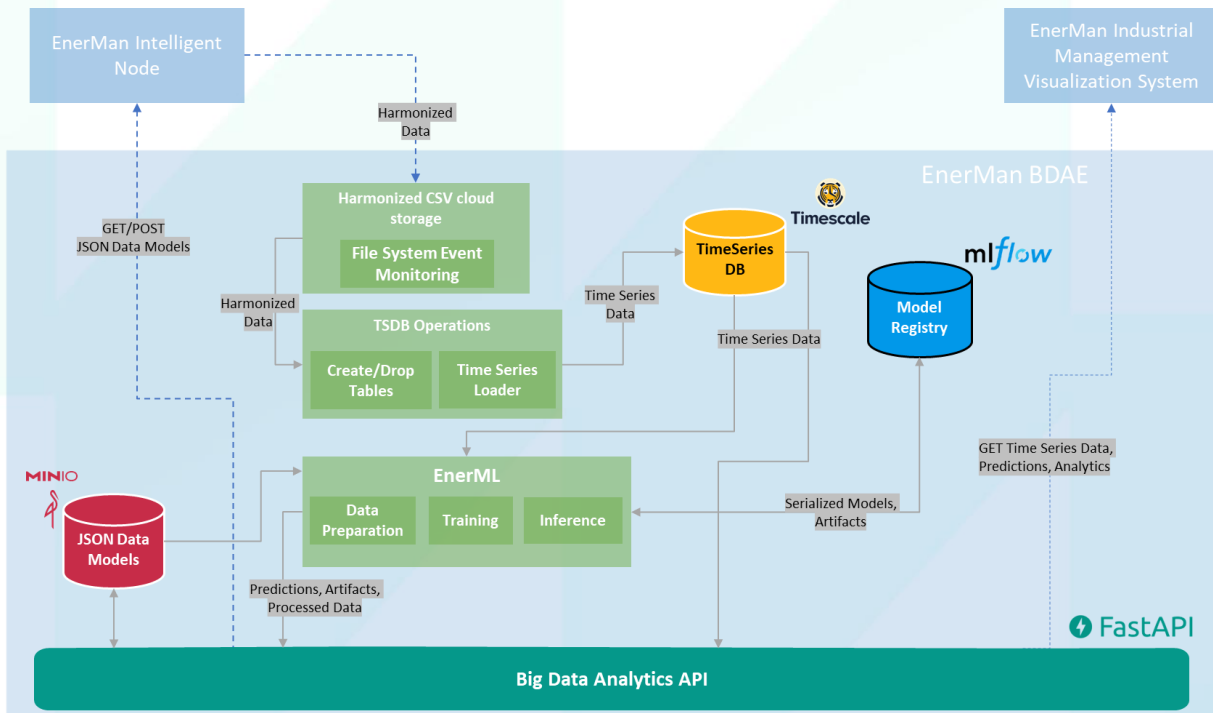 EnerMan Intelligent
Node
EnerMan Industrial
Management
Visualization System
Harmonized
Data
EnerMan BDAE
Harmonized CSV cloud
storage
File System Event
Monitoring
GET/POST
JSON Data Models
Timescale
TimeSeries
DB
mlflow
Model
Registry
Harmonized
Data
Time Series
Data
Time Series Data
TSDB Operations
Create/Drop
Tables
Time Series
Loader
GET Time Series Data,
Predictions, Analytics
MINIO
JSON Data
Models
EnerML
Data
Preparation
Training
Inference
Serialized Models,
Artifacts
Predictions, Artifacts,
Processed Data
FastAPI
Big Data Analytics API